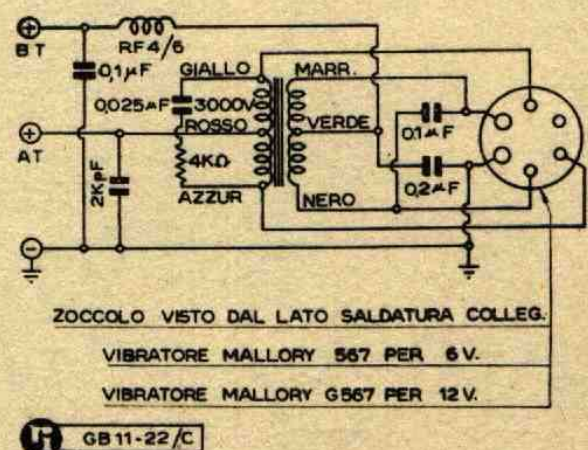 BT
RF4/6
0,1µF
GIALLO
MARR.
0,025µF
3000V
ROSSO
VERDE
0.1µF
AT
2KpF
4KΩ
0,2µF
AZZUR
NERO
ZOCCOLO VISTO DAL LATO SALDATURA COLLEG.
VIBRATORE MALLORY 567 PER 6 V.
VIBRATORE MALLORY G567 PER 12 V.
GB 11-22/C